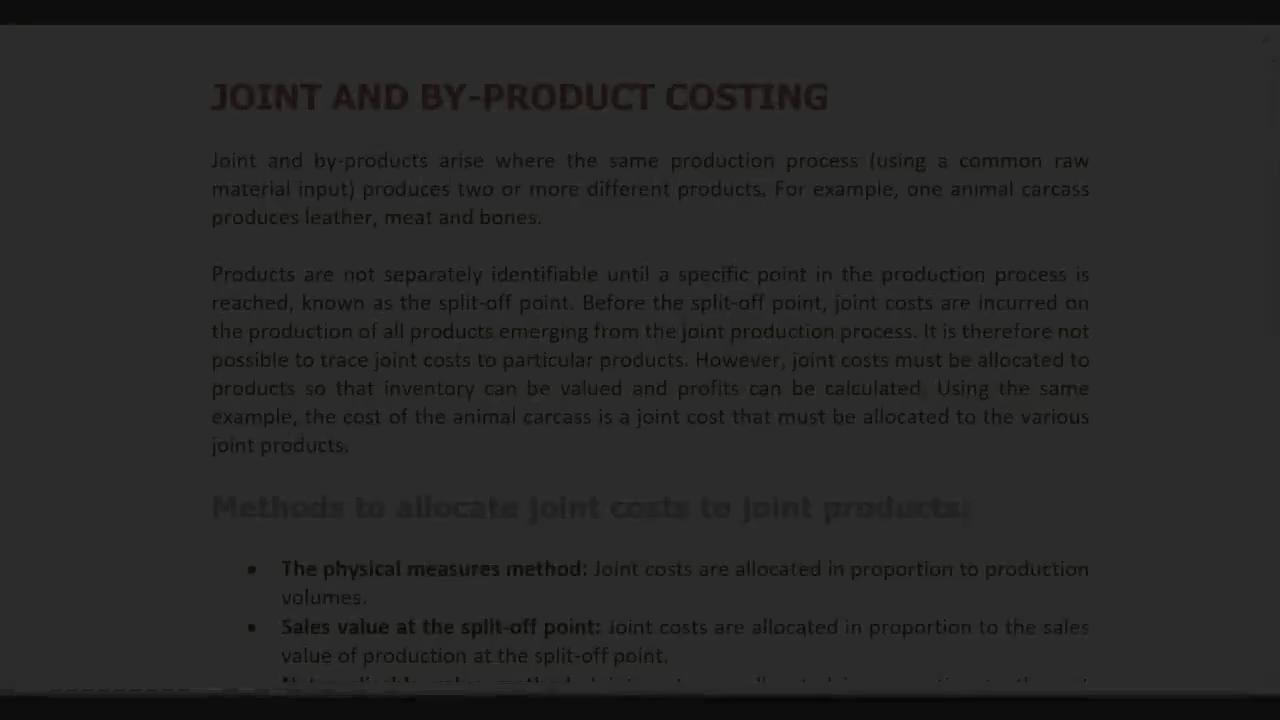 JOINT AND BY-PRODUCT COSTING
Joint and by-products arise where the same production process (using a common raw
material input) produces two or more different products. For example, one animal carcass
produces leather, meat and bones.
Products are not separately identifiable until a specific point in the production process is
reached, known as the split-off point. Before the split-off point, joint costs are incurred on
the production of all products emerging from the joint production process. It is therefore not
possible to trace joint costs to particular products. However, joint costs must be allocated to
products so that inventory can be valued and profits can be calculated. Using the same
example, the cost of the animal carcass is a joint cost that must be allocated to the various
joint products.
Methods to allocate joint costs to joint products:
• The physical measures method: Joint costs are allocated in proportion to production
volumes.
• Sales value at the split-off point: Joint costs are allocated in proportion to the sales
value of production at the split-off point.